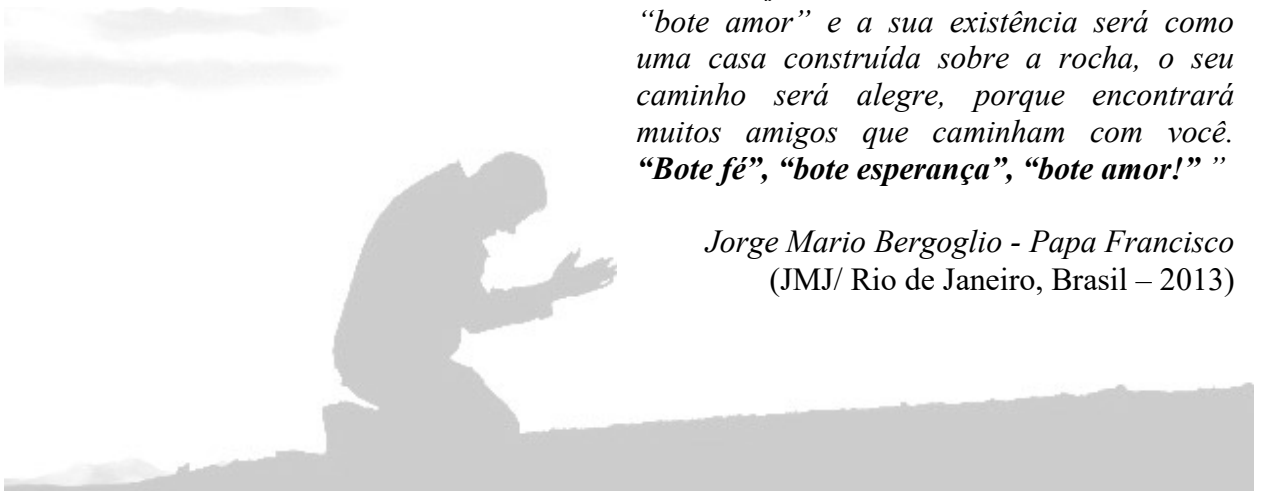 “bote amor” e a sua existência será como
uma casa construída sobre a rocha, o seu
caminho será alegre, porque encontrará
muitos amigos que caminham com você.
“Bote fé”, “bote esperança”, “bote amor!” ”
Jorge Mario Bergoglio - Papa Francisco
(JMJ/ Rio de Janeiro, Brasil – 2013)